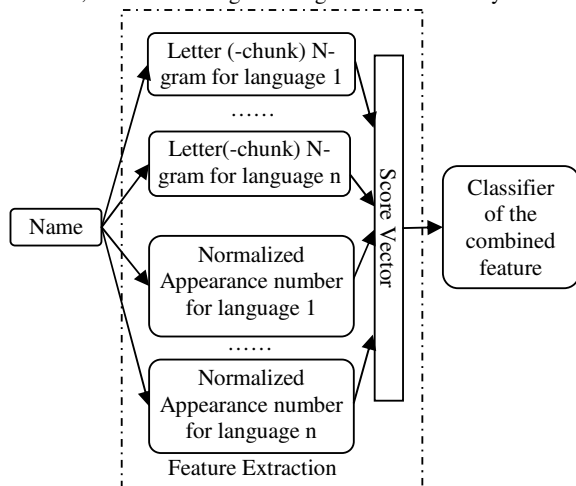 Letter (-chunk) N-
gram for language 1
……
Letter(-chunk) N-
gram for language n
Name
Normalized
Appearance number
for language 1
……
Normalized
Appearance number
for language n
Feature Extraction
Score Vector
Classifier
of the
combined
feature